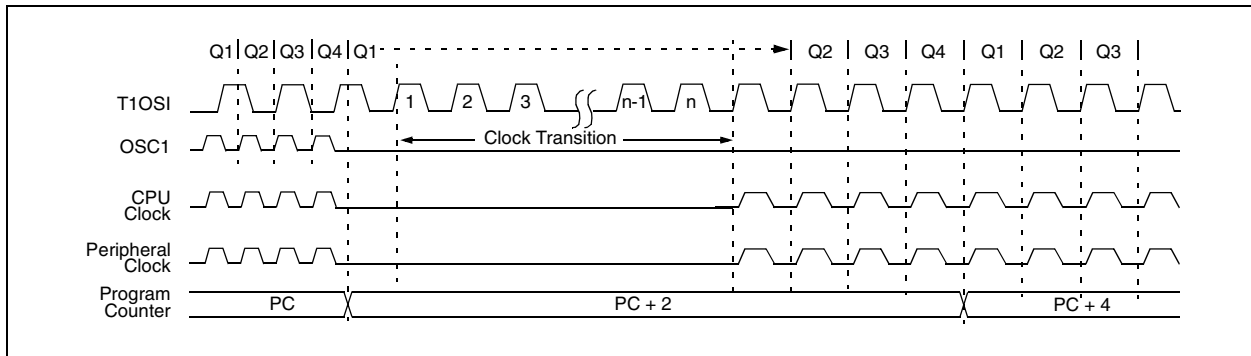 Q1 Q2 Q3 Q4 Q1 Q2 Q3 Q4 Q1 Q2 Q3
T1OSI 1 2 3 n-1 n
Clock Transition
OSC1
CPU
Clock
Peripheral
Clock
Program
Counter
PC PC + 2 PC + 4